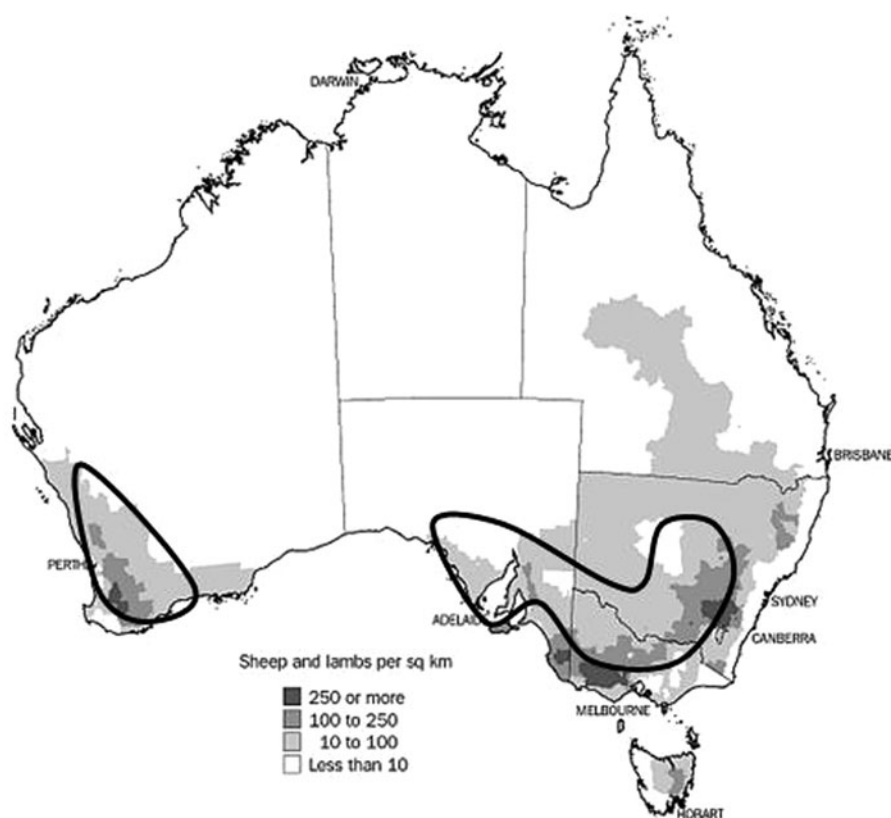 DARWIN
BRISBANE
PERTH
ADELAID
SYDNEY
CANBERRA
Sheep and lambs per sq km
250 or more
100 to 250
10 to 100
Less than 10
MELBOURNE
HOBART